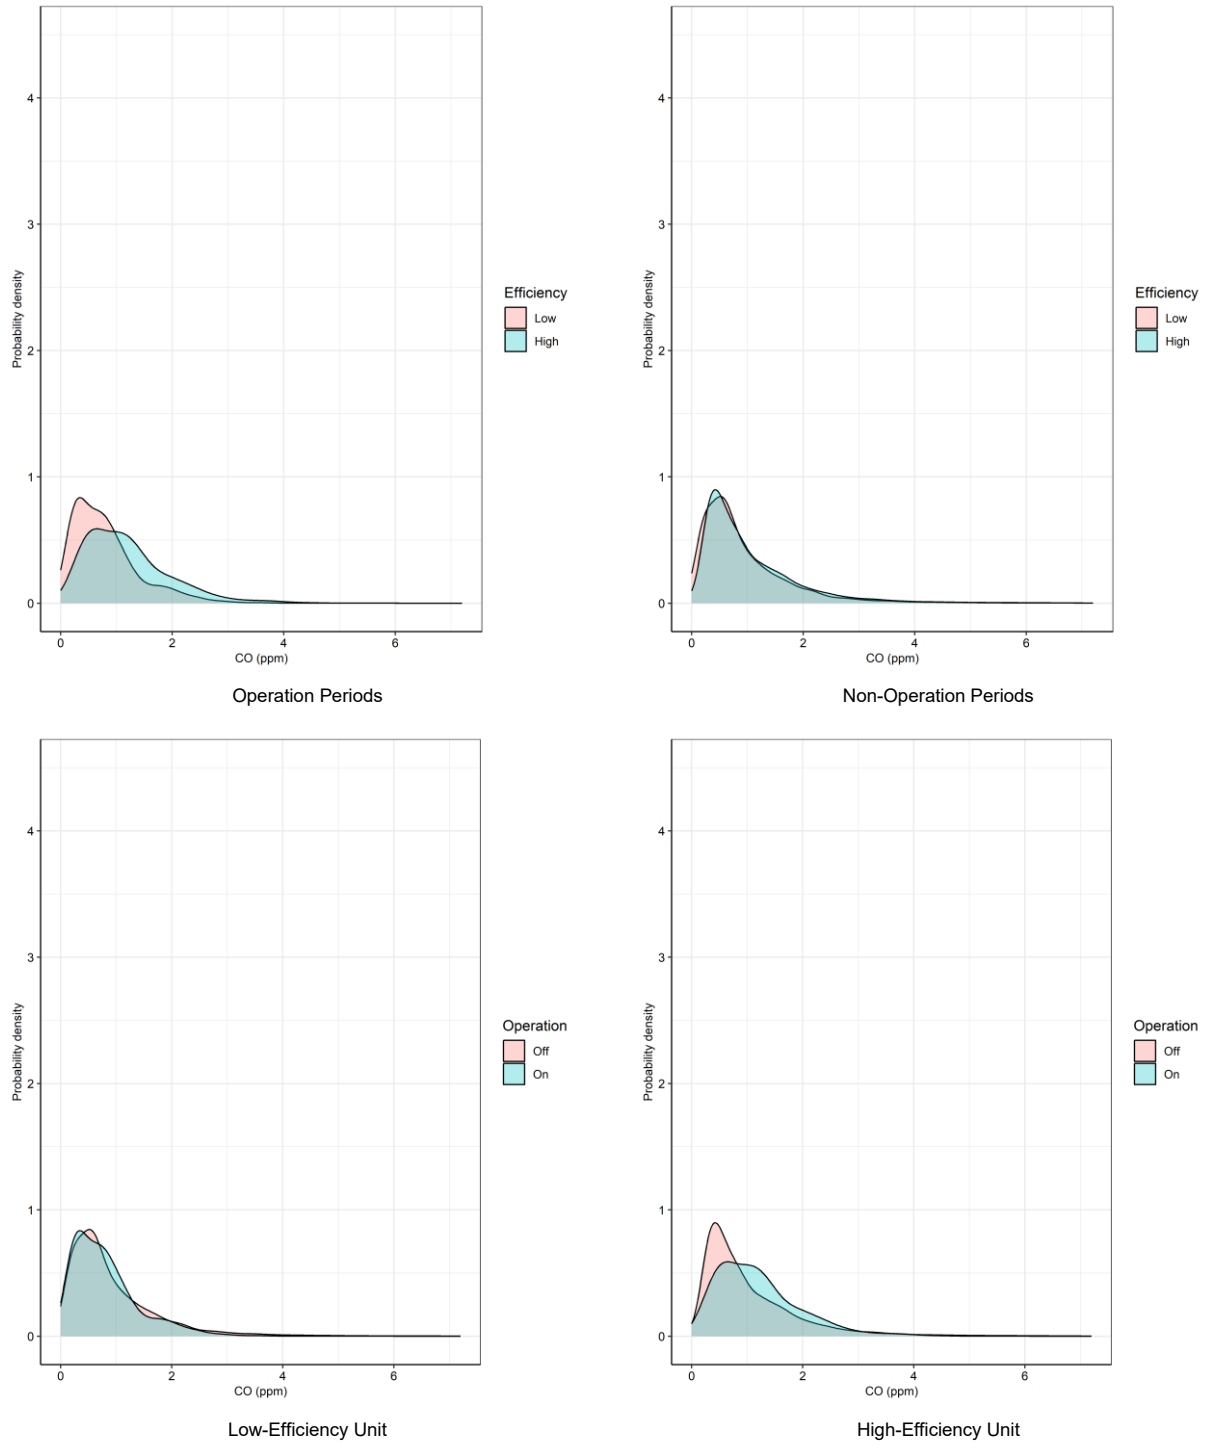 4
3
2
1
0
Probability density
0 2 4 6
CO (ppm)
Efficiency
Low
High
Operation Periods
4
3
2
1
0
Probability density
0 2 4 6
CO (ppm)
Efficiency
Low
High
Non-Operation Periods
4
3
2
1
0
Probability density
0 2 4 6
CO (ppm)
Operation
Off
On
Low-Efficiency Unit
4
3
2
1
0
Probability density
0 2 4 6
CO (ppm)
Operation
Off
On
High-Efficiency Unit